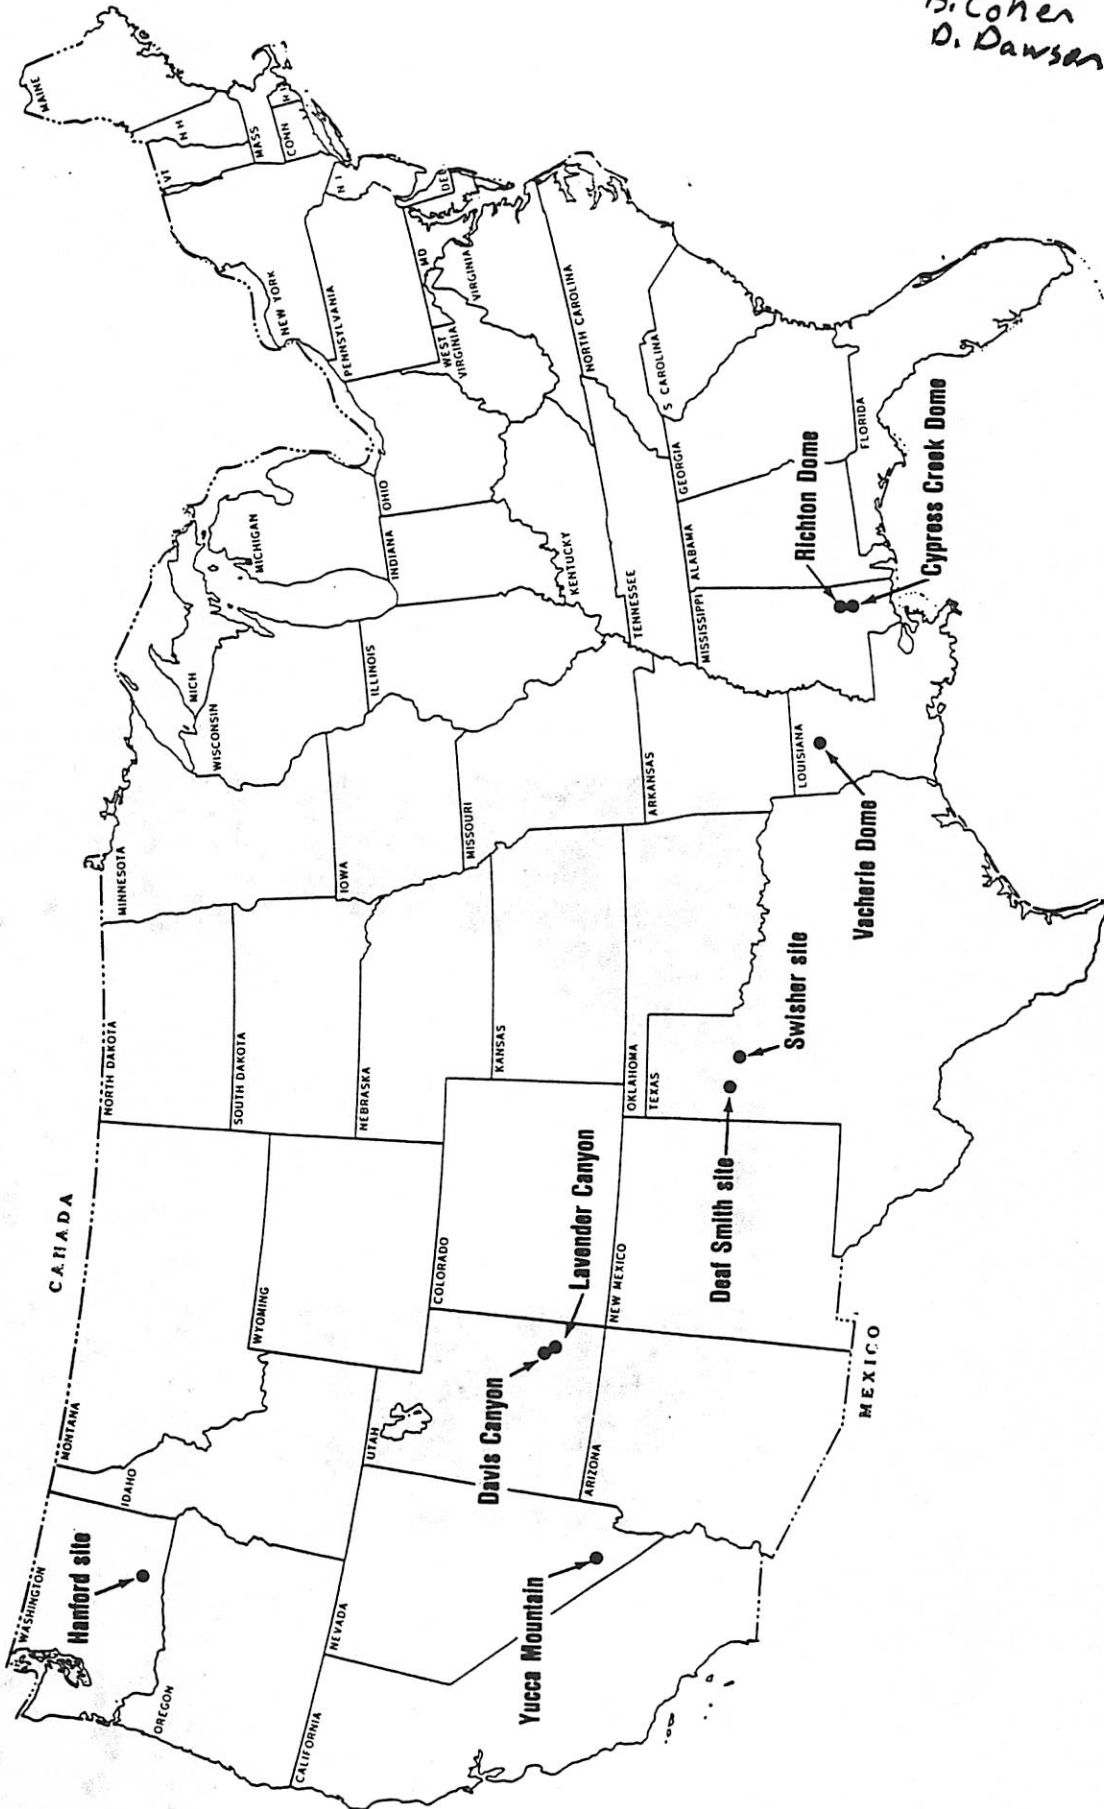 B. Cohen
D. Dawson
CANADA
WASHINGTON
Hanford site
MONTANA
IDAHO
OREGON
NORTH DAKOTA
MINNESOTA
SOUTH DAKOTA
WYOMING
NEBRASKA
IOWA
WISCONSIN
MICH
MICHIGAN
ILLINOIS
INDIANA
OHIO
PENNSYLVANIA
NEW YORK
VT
N H
MAINE
MASS
CONN
R I
N J
DEL
MD
WEST
VIRGINIA
VIRGINIA
CALIFORNIA
NEVADA
UTAH
COLORADO
KANSAS
MISSOURI
KENTUCKY
Yucca Mountain
Davis Canyon
Lavender Canyon
ARIZONA
NEW MEXICO
OKLAHOMA
TEXAS
ARKANSAS
TENNESSEE
NORTH CAROLINA
S CAROLINA
MISSISSIPPI
ALABAMA
GEORGIA
Deaf Smith site
Swisher site
LOUISIANA
Vacherie Dome
Richton Dome
Cypress Creek Dome
FLORIDA
MEXICO